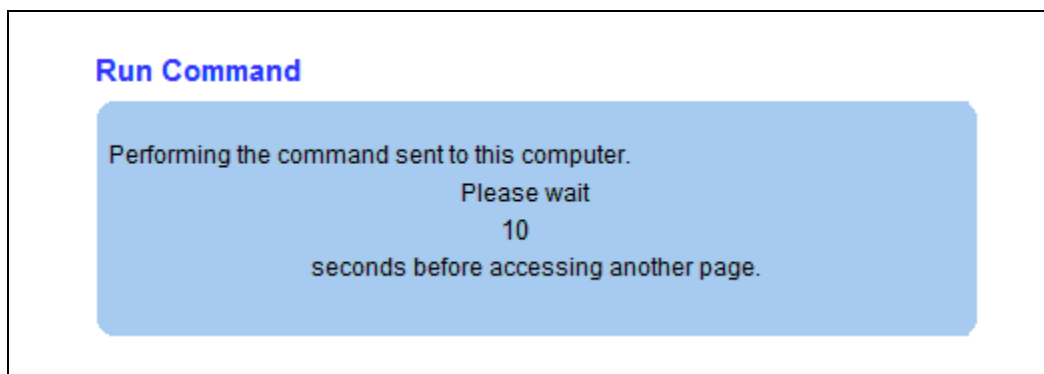 Run Command
Performing the command sent to this computer.
Please wait
10
seconds before accessing another page.